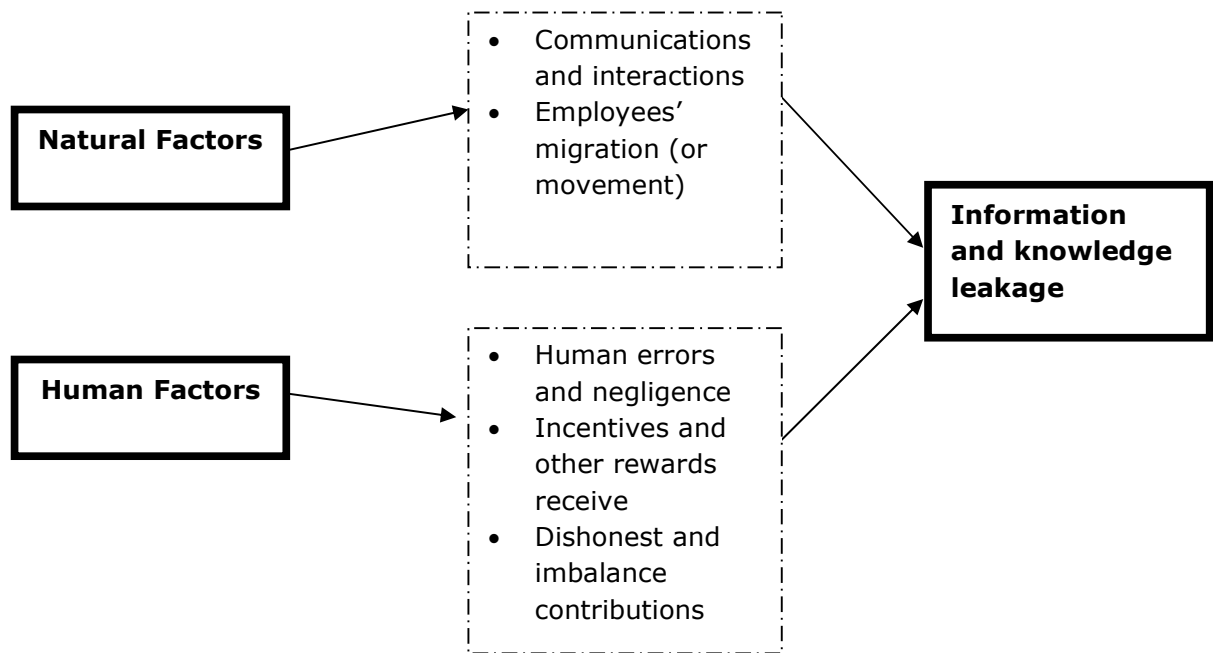 Natural Factors
• Communications
and interactions
• Employees’
migration (or
movement)
Information
and knowledge
leakage
Human Factors
• Human errors
and negligence
• Incentives and
other rewards
receive
• Dishonest and
imbalance
contributions